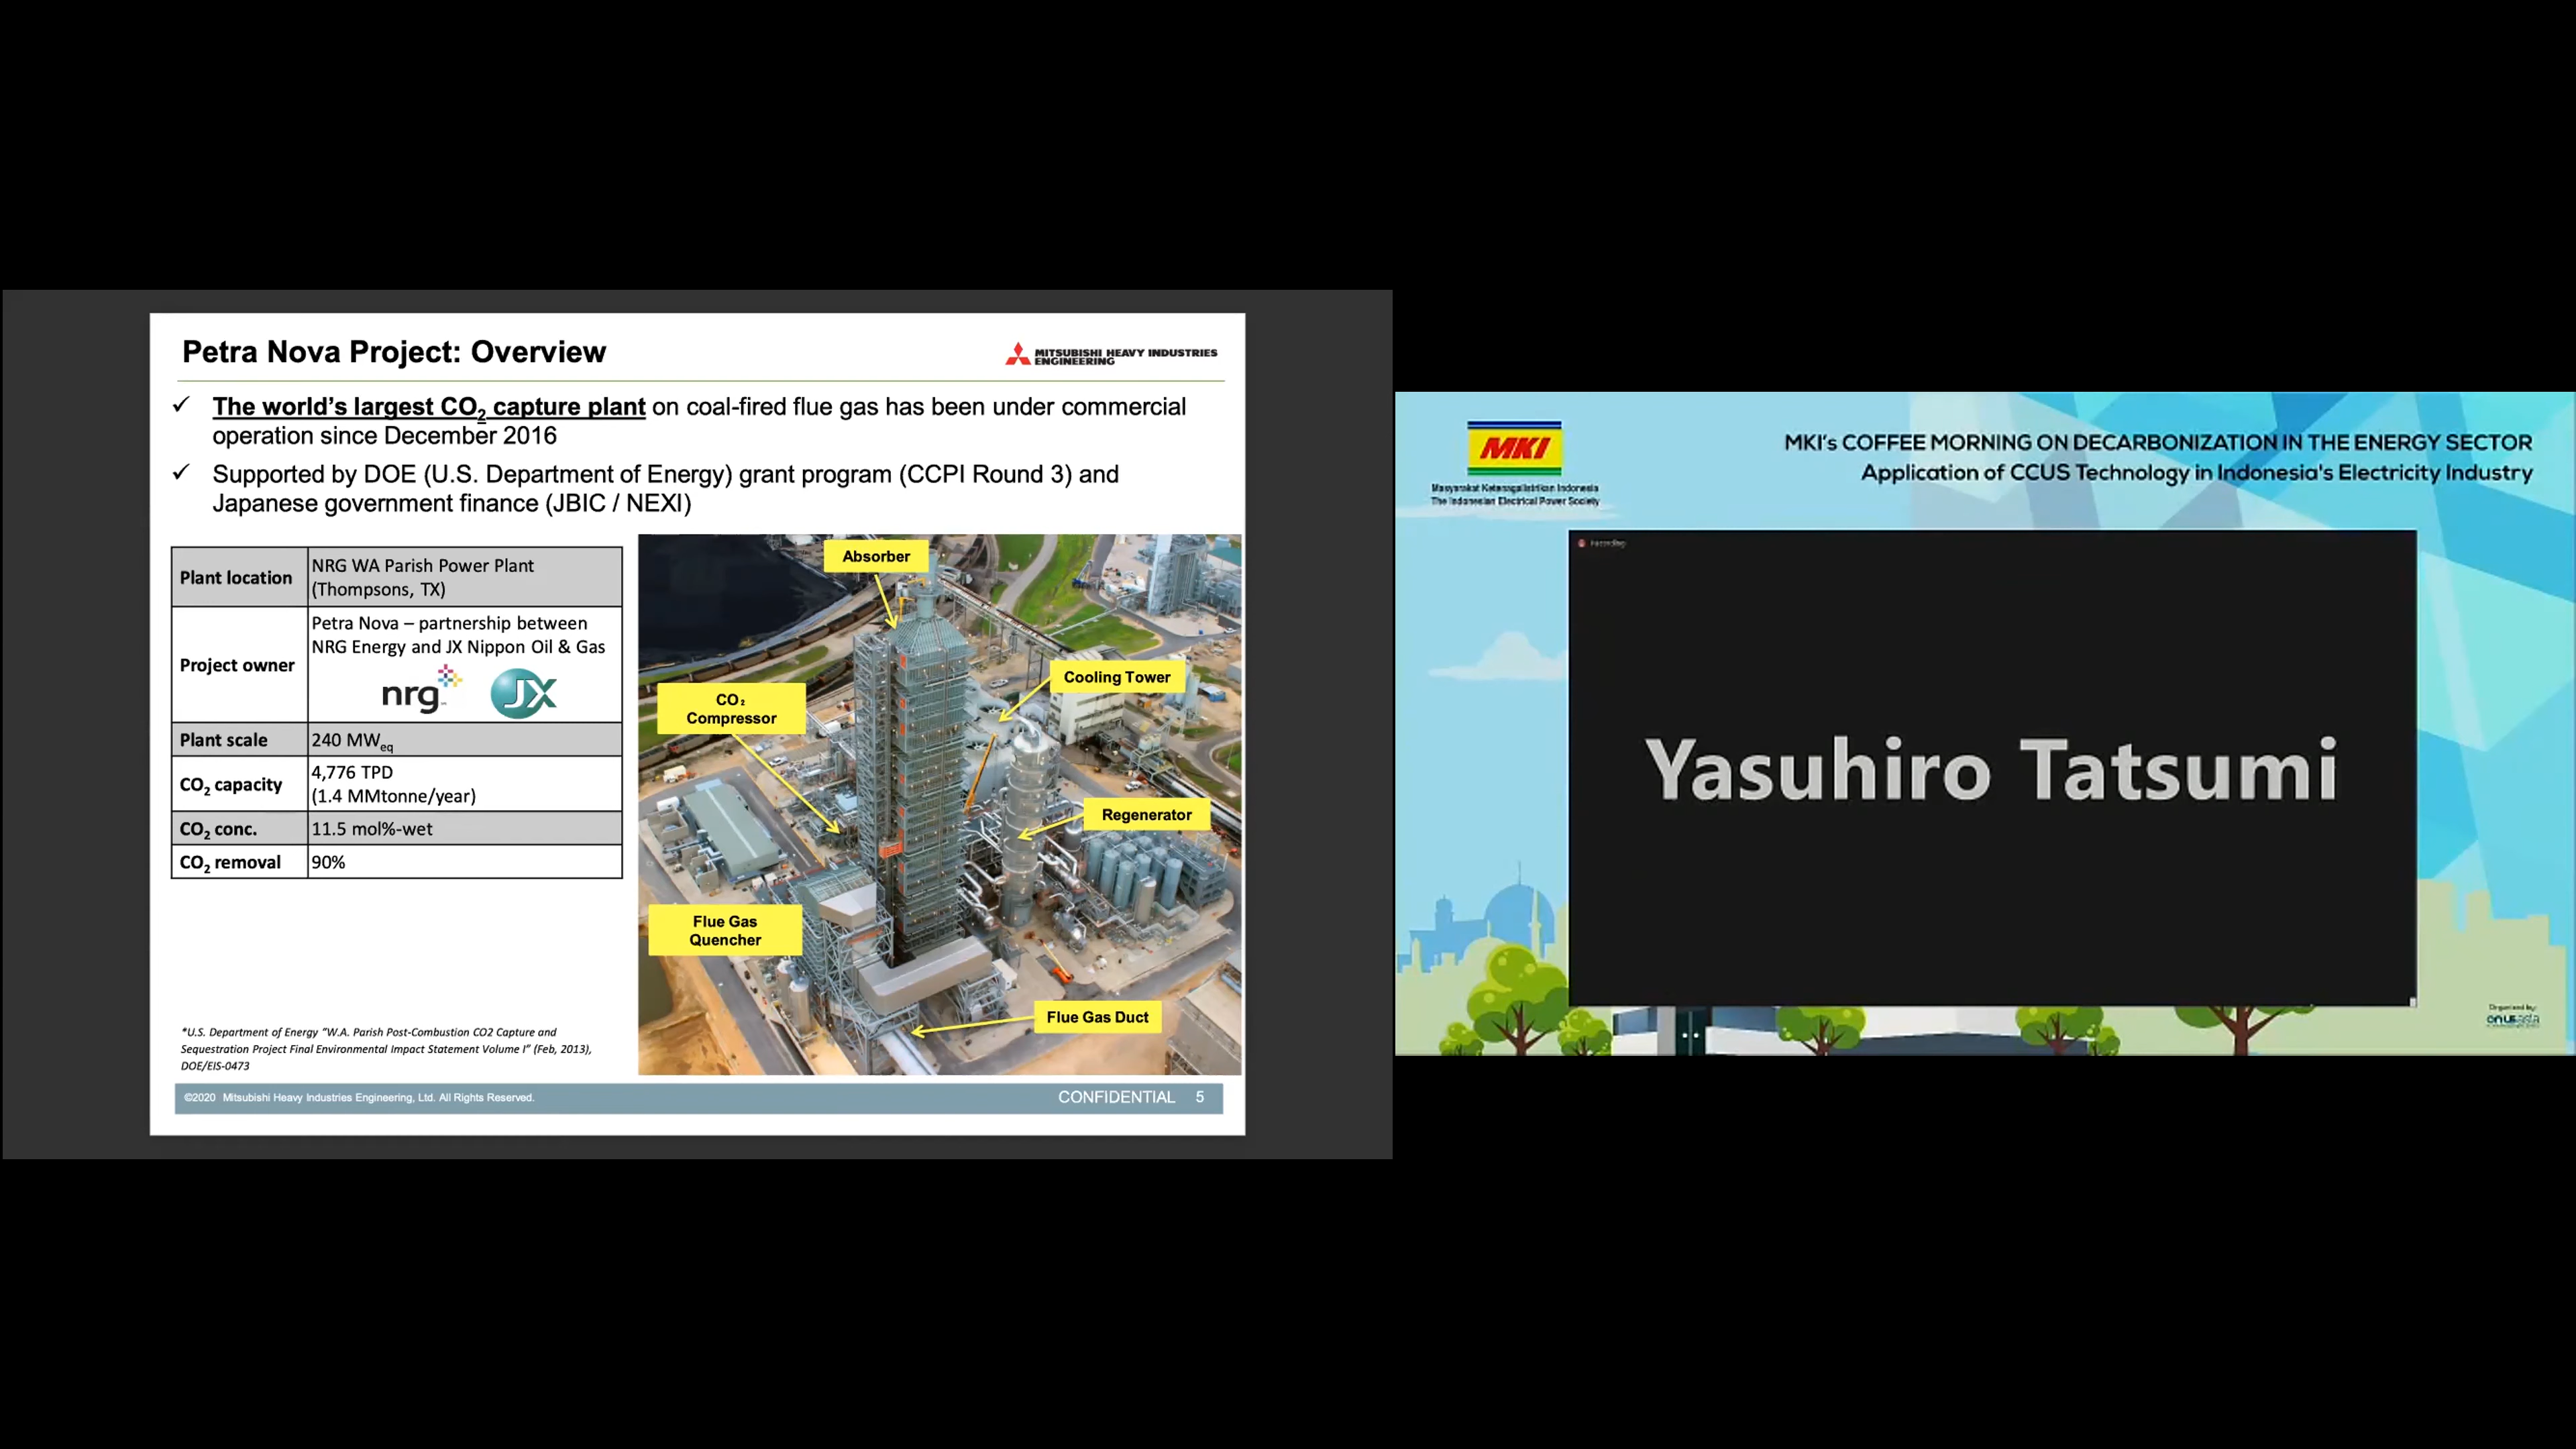 Petra Nova Project: Overview
MITSUBISHI HEAVY INDUSTRIES
ENGINEERING
✓ The world's largest CO₂ capture plant on coal-fired flue gas has been under commercial
operation since December 2016
✓ Supported by DOE (U.S. Department of Energy) grant program (CCPI Round 3) and
Japanese government finance (JBIC / NEXI)
Plant location
NRG WA Parish Power Plant
(Thompsons, TX)
Project owner
Petra Nova – partnership between
NRG Energy and JX Nippon Oil & Gas
nrg
JX
Plant scale
240 MWeq
CO₂ capacity
4,776 TPD
(1.4 MMtonne/year)
CO₂ conc.
11.5 mol%-wet
CO₂ removal
90%
Absorber
Cooling Tower
CO₂
Compressor
Regenerator
Flue Gas
Quencher
Flue Gas Duct
*U.S. Department of Energy "W.A. Parish Post-Combustion CO2 Capture and
Sequestration Project Final Environmental Impact Statement Volume I" (Feb, 2013),
DOE/EIS-0473
©2020 Mitsubishi Heavy Industries Engineering, Ltd. All Rights Reserved.
CONFIDENTIAL 5
MKI
Masyarakat Ketenagalistrikan Indonesia
The Indonesian Electrical Power Society
MKI's COFFEE MORNING ON DECARBONIZATION IN THE ENERGY SECTOR
Application of CCUS Technology in Indonesia's Electricity Industry
Recording
Yasuhiro Tatsumi
Organized by: